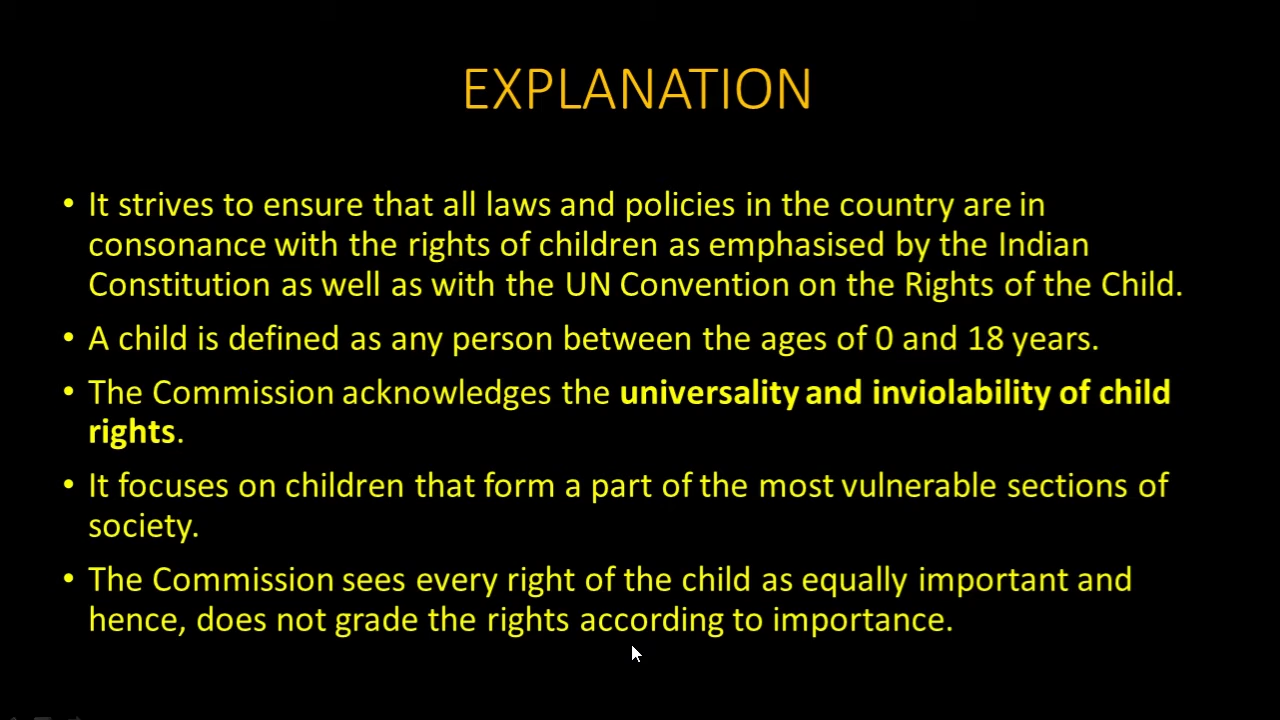 EXPLANATION
• It strives to ensure that all laws and policies in the country are in
consonance with the rights of children as emphasised by the Indian
Constitution as well as with the UN Convention on the Rights of the Child.
• A child is defined as any person between the ages of 0 and 18 years.
• The Commission acknowledges the universality and inviolability of child
rights.
• It focuses on children that form a part of the most vulnerable sections of
society.
• The Commission sees every right of the child as equally important and
hence, does not grade the rights according to importance.